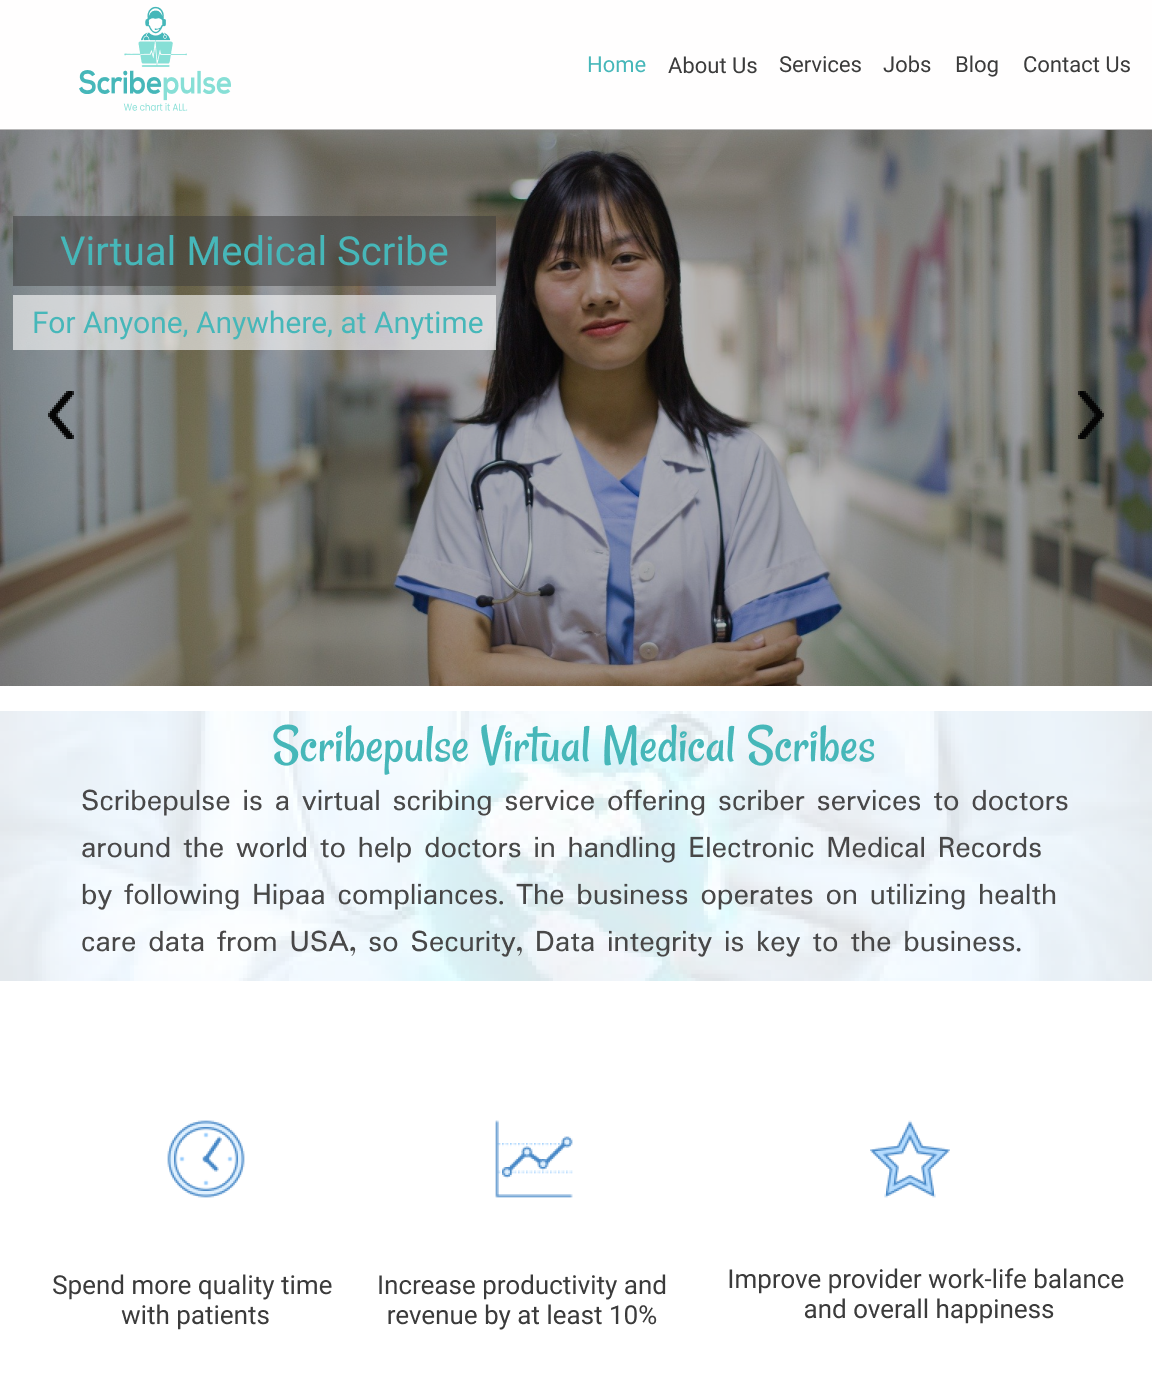 Scribepulse
We chart it ALL
Home About Us Services Jobs Blog Contact Us
Virtual Medical Scribe
For Anyone, Anywhere, at Anytime
Scribepulse Virtual Medical Scribes
Scribepulse is a virtual scribing service offering scriber services to doctors
around the world to help doctors in handling Electronic Medical Records
by following Hipaa compliances. The business operates on utilizing health
care data from USA, so Security, Data integrity is key to the business.
Spend more quality time
with patients
Increase productivity and
revenue by at least 10%
Improve provider work-life balance
and overall happiness